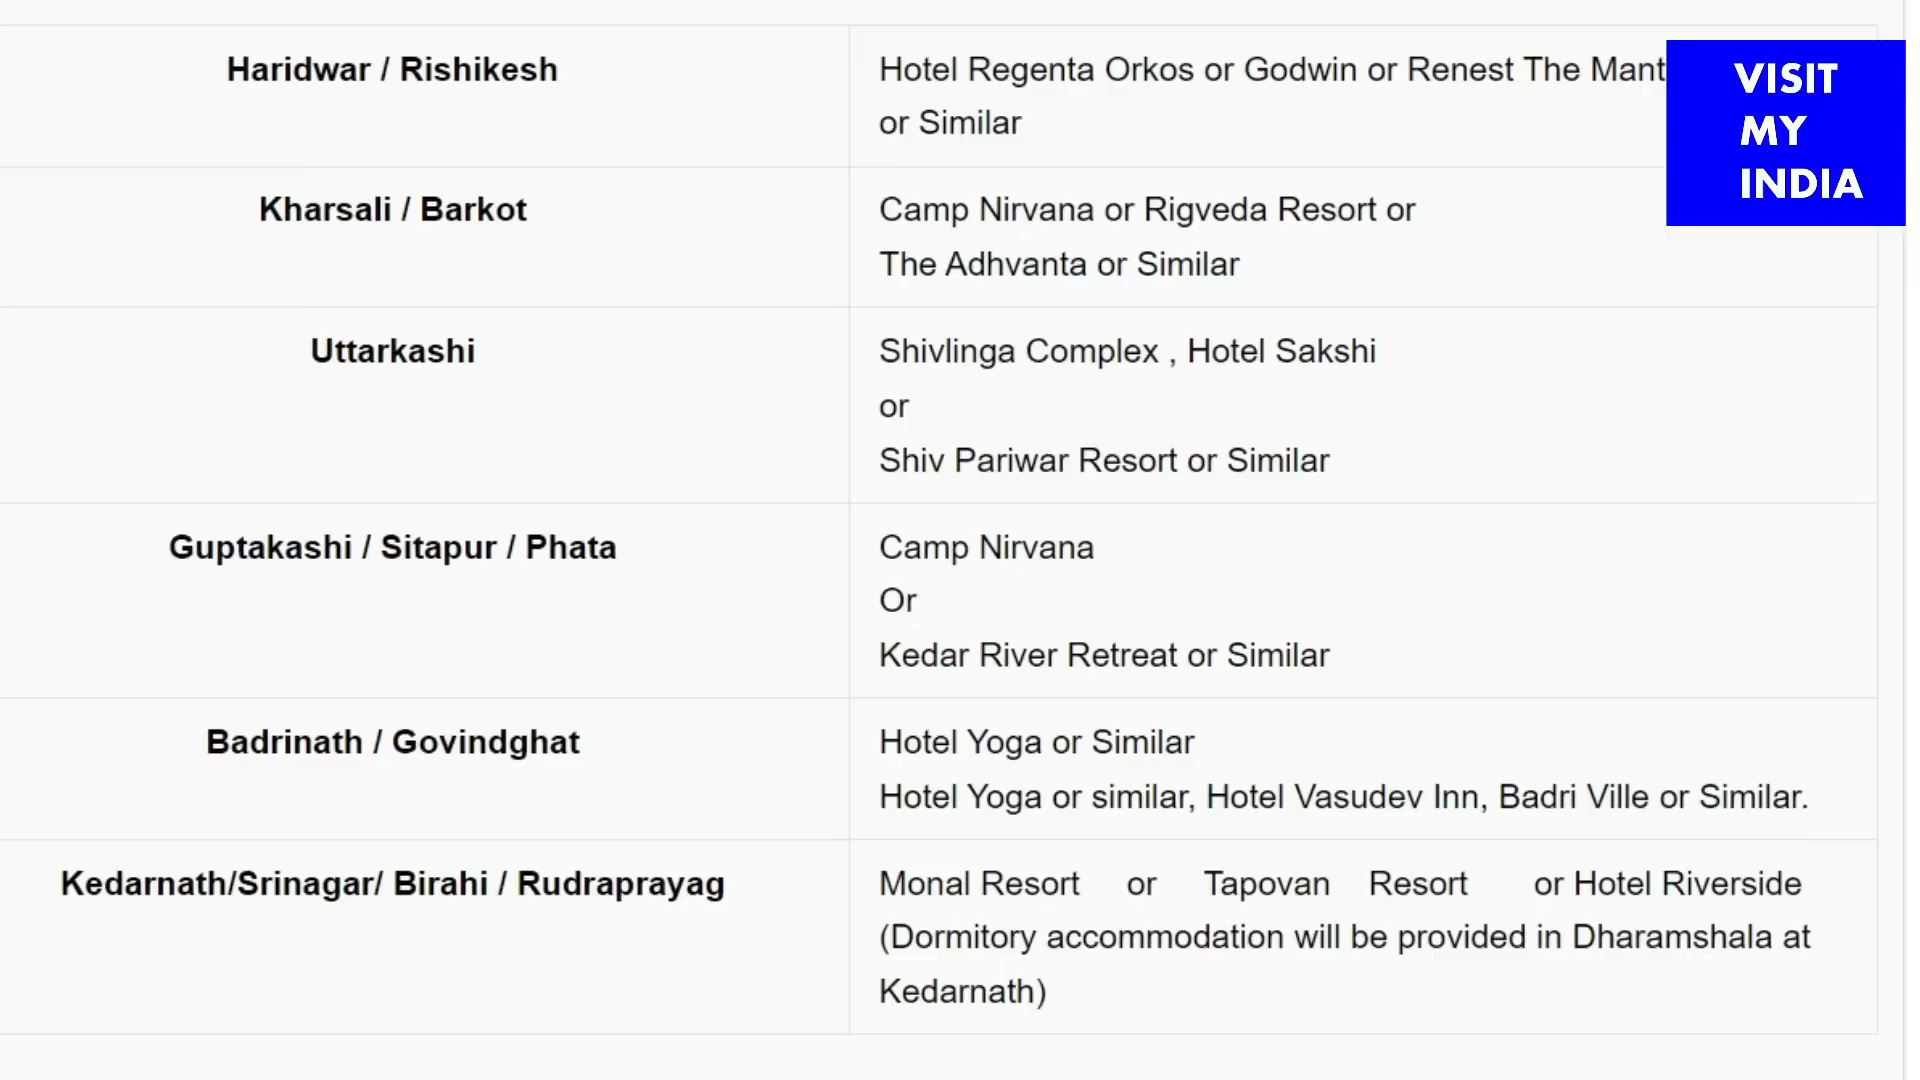 Haridwar / Rishikesh
Hotel Regenta Orkos or Godwin or Renest The
or Similar
VISIT
MY
INDIA
Kharsali / Barkot
Camp Nirvana or Rigveda Resort or
The Adhvanta or Similar
Uttarkashi
Shivlinga Complex , Hotel Sakshi
or
Shiv Pariwar Resort or Similar
Guptakashi / Sitapur / Phata
Camp Nirvana
Or
Kedar River Retreat or Similar
Badrinath / Govindghat
Hotel Yoga or Similar
Hotel Yoga or similar, Hotel Vasudev Inn, Badri Ville or Similar.
Kedarnath/Srinagar/ Birahi / Rudraprayag
Monal Resort or Tapovan Resort or Hotel Riverside
(Dormitory accommodation will be provided in Dharamshala at
Kedarnath)